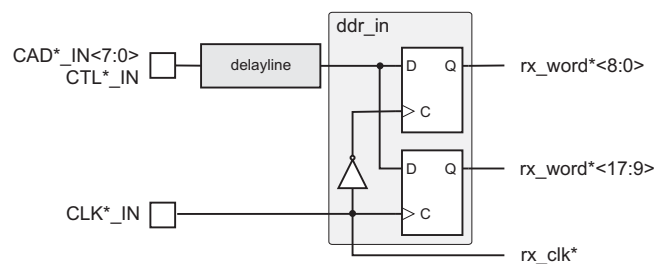 ddr_in
CAD*_IN<7:0>
CTL*_IN
delayline
D Q
C
rx_word*<8:0>
D Q
C
rx_word*<17:9>
CLK*_IN
rx_clk*